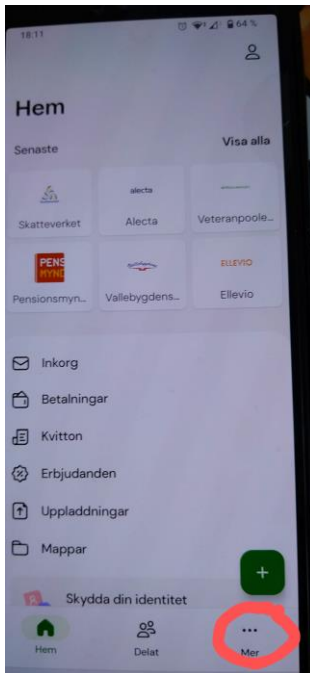 18:11 64 %
Hem
Senaste Visa alla
alecta
Skatteverket Alecta Veteranpoole...
PENS
MYND
ELLEVIO
Pensionsmyn... Vallebygdens... Ellevio
Inkorg
Betalningar
Kvitton
Erbjudanden
Uppladdningar
Mappar
Skydda din identitet
Hem Delat Mer